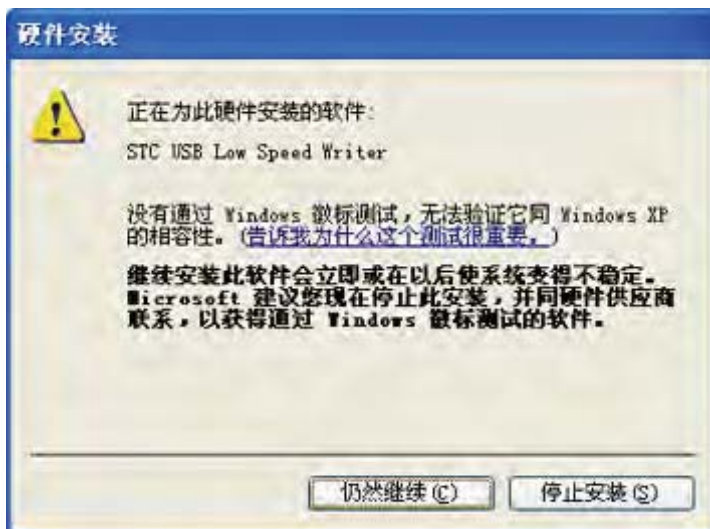 硬件安装
正在为此硬件安装的软件:
STC USB Low Speed Writer
没有通过 Windows 徽标测试，无法验证它同 Windows XP
的相容性。(告诉我为什么这个测试很重要。)
继续安装此软件会立即或在以后使系统变得不稳定。
Microsoft 建议您现在停止此安装，并同硬件供应商
联系，以获得通过 Windows 徽标测试的软件。
仍然继续(C)
停止安装(S)